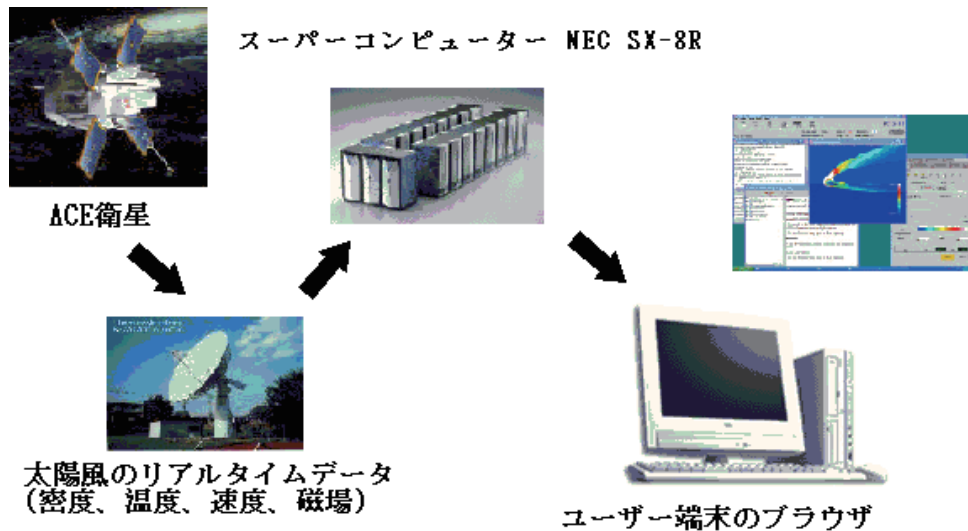 スーパーコンピューター NEC SX-8R
ACE衛星
太陽風のリアルタイムデータ
(密度、温度、速度、磁場)
ユーザー端末のブラウザ